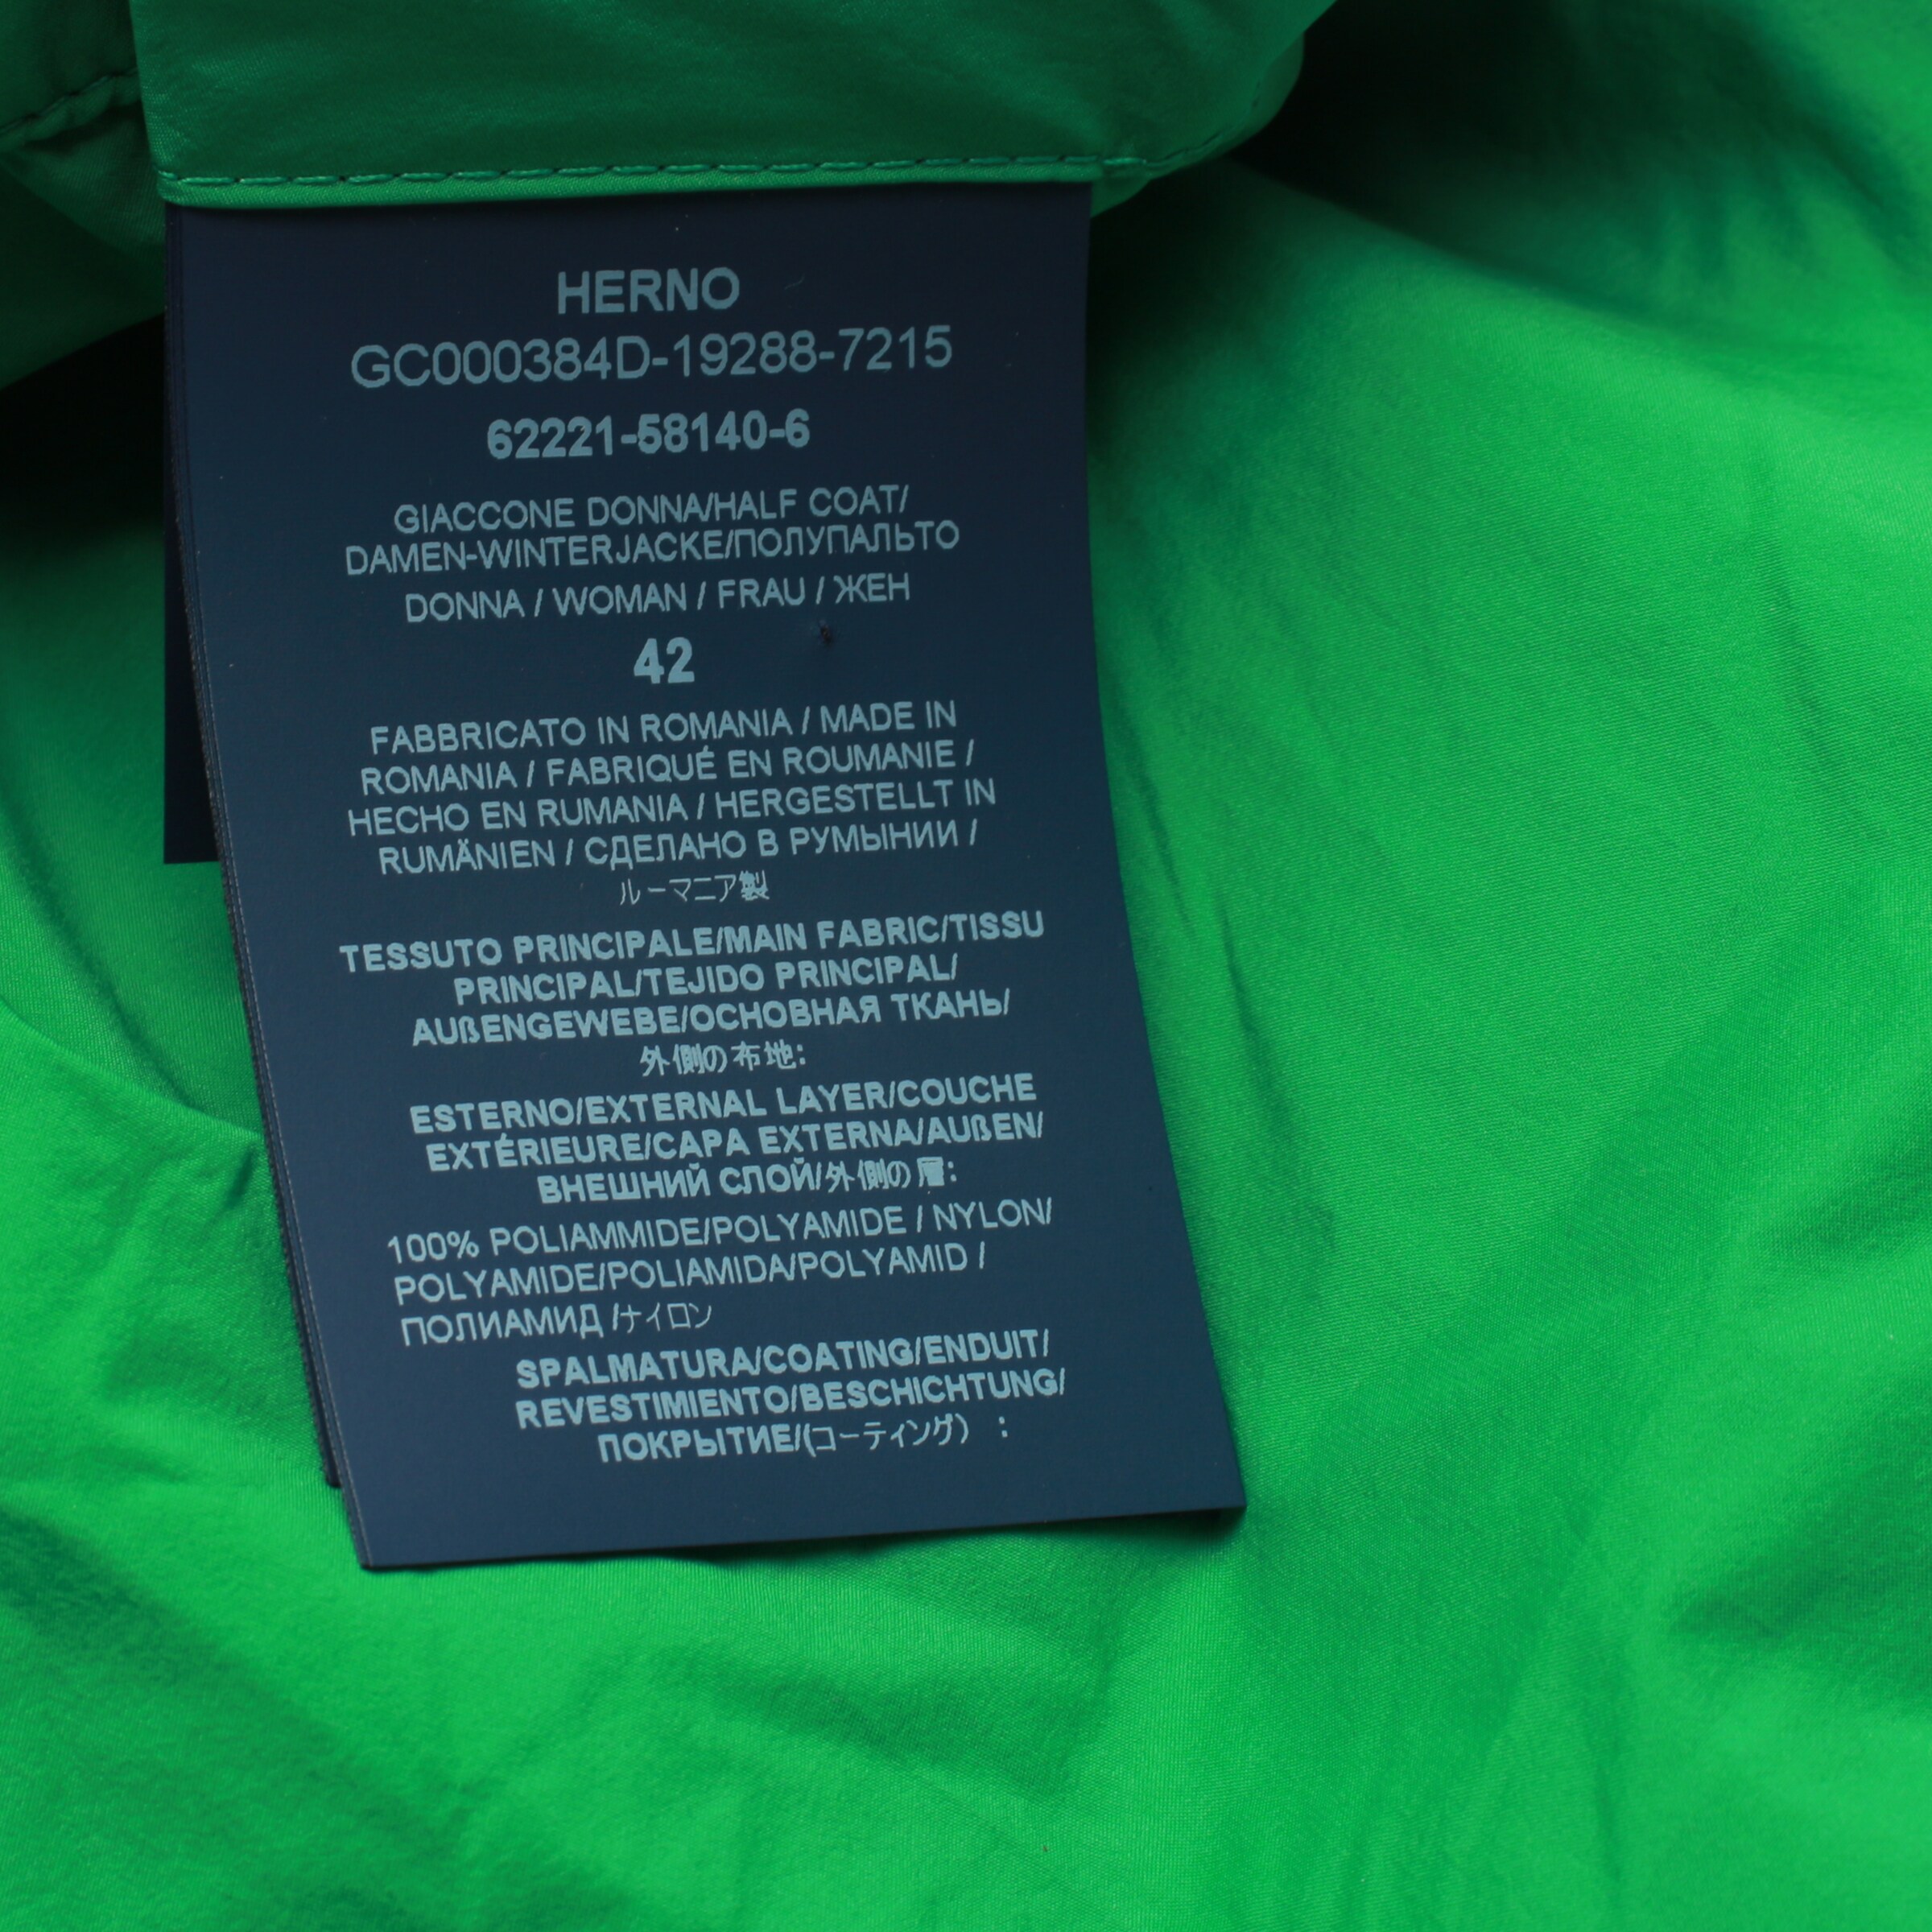 HERNO
GC000384D-19288-7215
62221-58140-6
GIACCONE DONNA/HALF COAT/
DAMEN-WINTERJACKE/ПОЛУПАЛЬТО
DONNA / WOMAN / FRAU / ЖЕН
42
FABBRICATO IN ROMANIA / MADE IN
ROMANIA / FABRIQUÉ EN ROUMANIE /
HECHO EN RUMANIA / HERGESTELLT IN
RUMÄNIEN / СДЕЛАНО В РУМЫНИИ /
ルーマニア製
TESSUTO PRINCIPALE/MAIN FABRIC/TISSU
PRINCIPAL/TEJIDO PRINCIPAL/
AUßENGEWEBE/ОСНОВНАЯ ТКАНЬ/
外側の布地:
ESTERNO/EXTERNAL LAYER/COUCHE
EXTÉRIEURE/CAPA EXTERNA/AUßEN/
ВНЕШНИЙ СЛОЙ/外側の層:
100% POLIAMMIDE/POLYAMIDE / NYLON/
POLYAMIDE/POLIAMIDA/POLYAMID /
ПОЛИАМИД /ナイロン
SPALMATURA/COATING/ENDUIT/
REVESTIMIENTO/BESCHICHTUNG/
ПОКРЫТИЕ/(コーティング） :